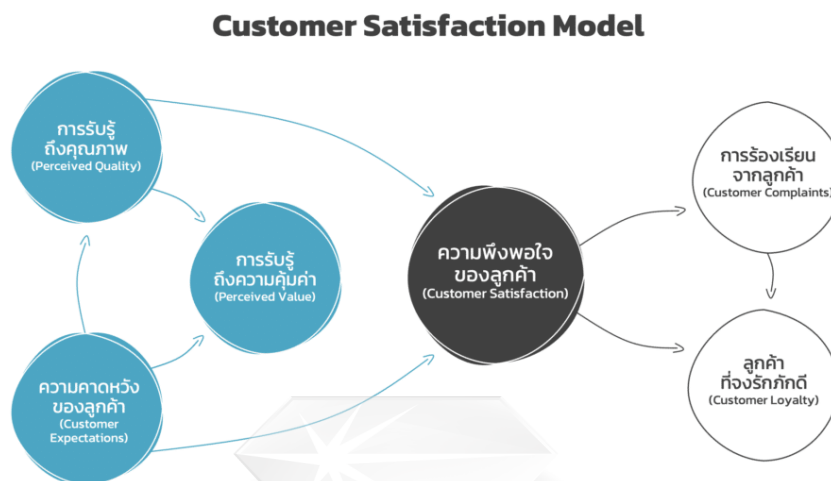 Customer Satisfaction Model
การรับรู้
ถึงคุณภาพ
(Perceived Quality)
การรับรู้
ถึงความคุ้มค่า
(Perceived Value)
ความคาดหวัง
ของลูกค้า
(Customer
Expectations)
ความพึงพอใจ
ของลูกค้า
(Customer Satisfaction)
การร้องเรียน
จากลูกค้า
(Customer Complaints)
ลูกค้า
ที่จงรักภักดี
(Customer Loyalty)